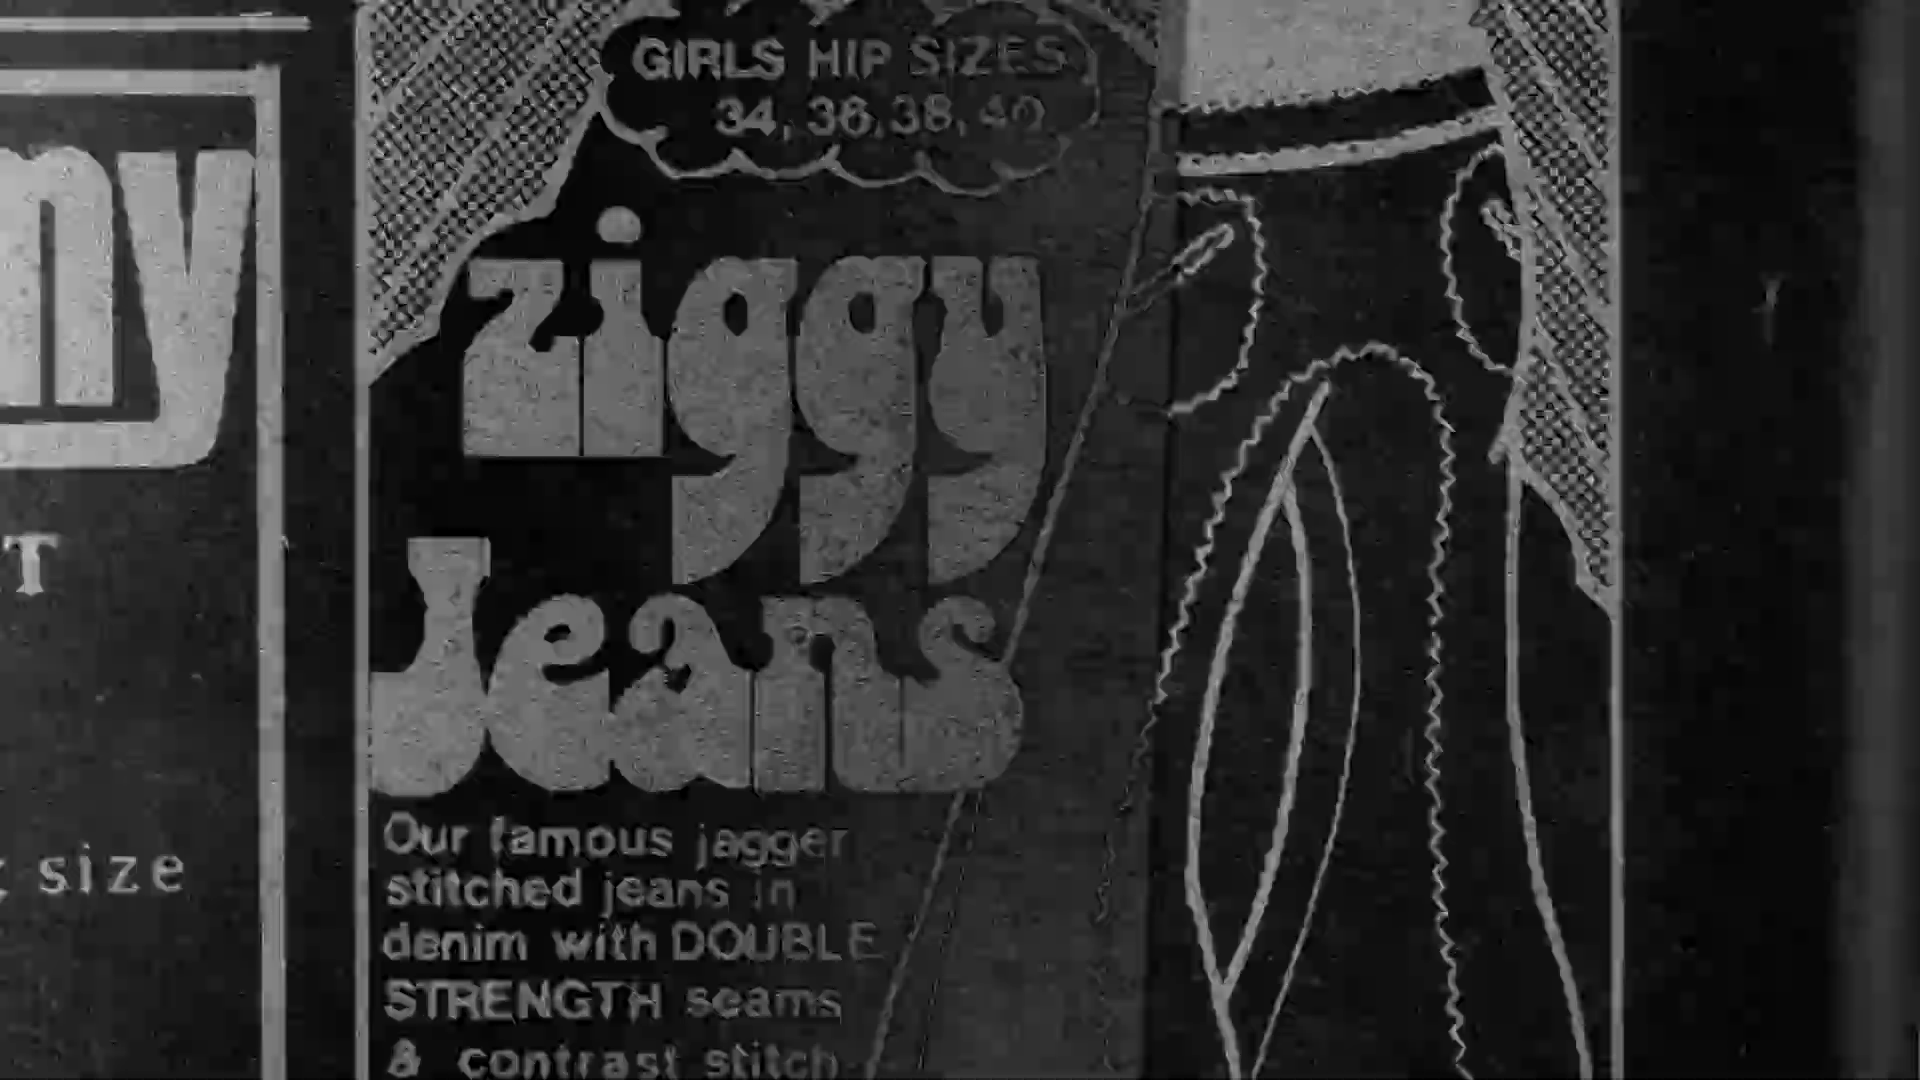 ny
T
size
GIRLS HIP SIZES
34, 36, 38, 40
ziggy
Jeans
Our famous jagger
stitched jeans in
denim with DOUBLE
STRENGTH seams
& contrast stitch